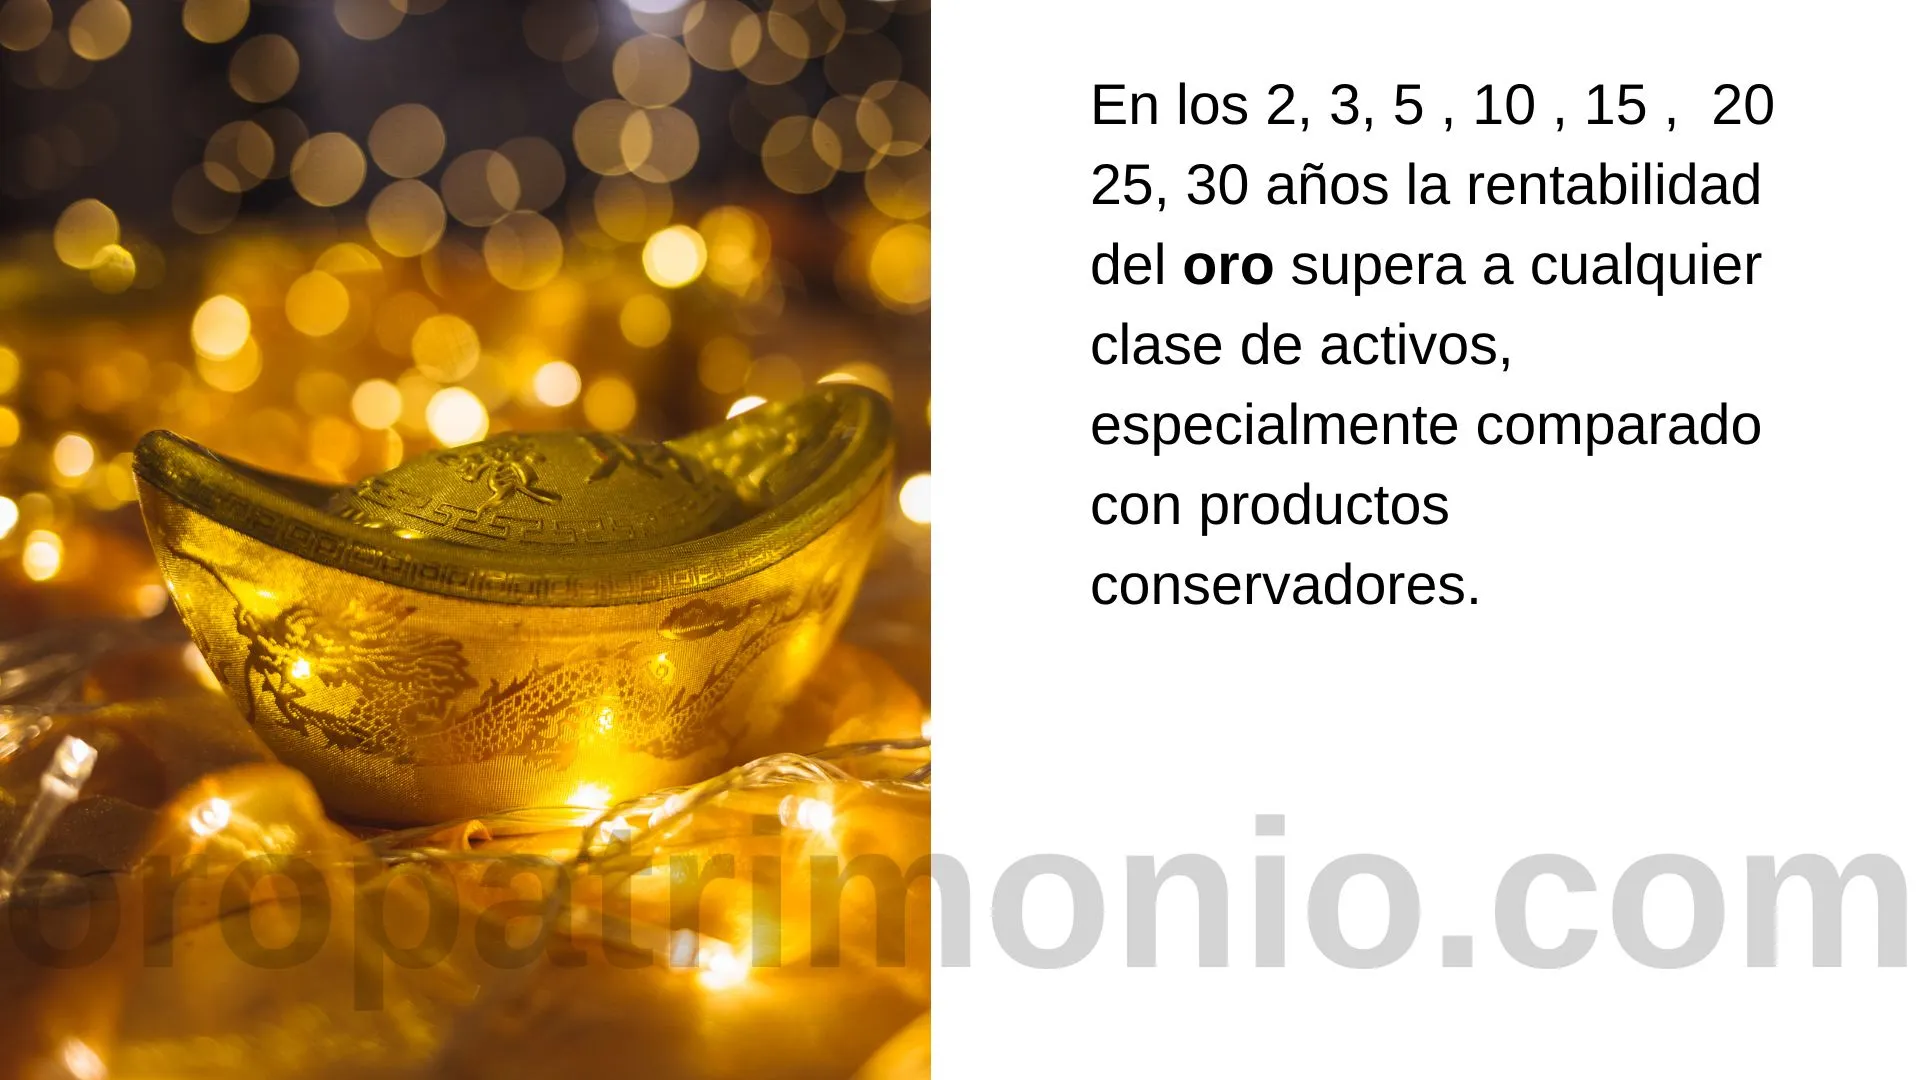 En los 2, 3, 5 , 10 , 15 ,  20
25, 30 años la rentabilidad
del oro supera a cualquier
clase de activos,
especialmente comparado
con productos
conservadores.
oropatrimonio.com